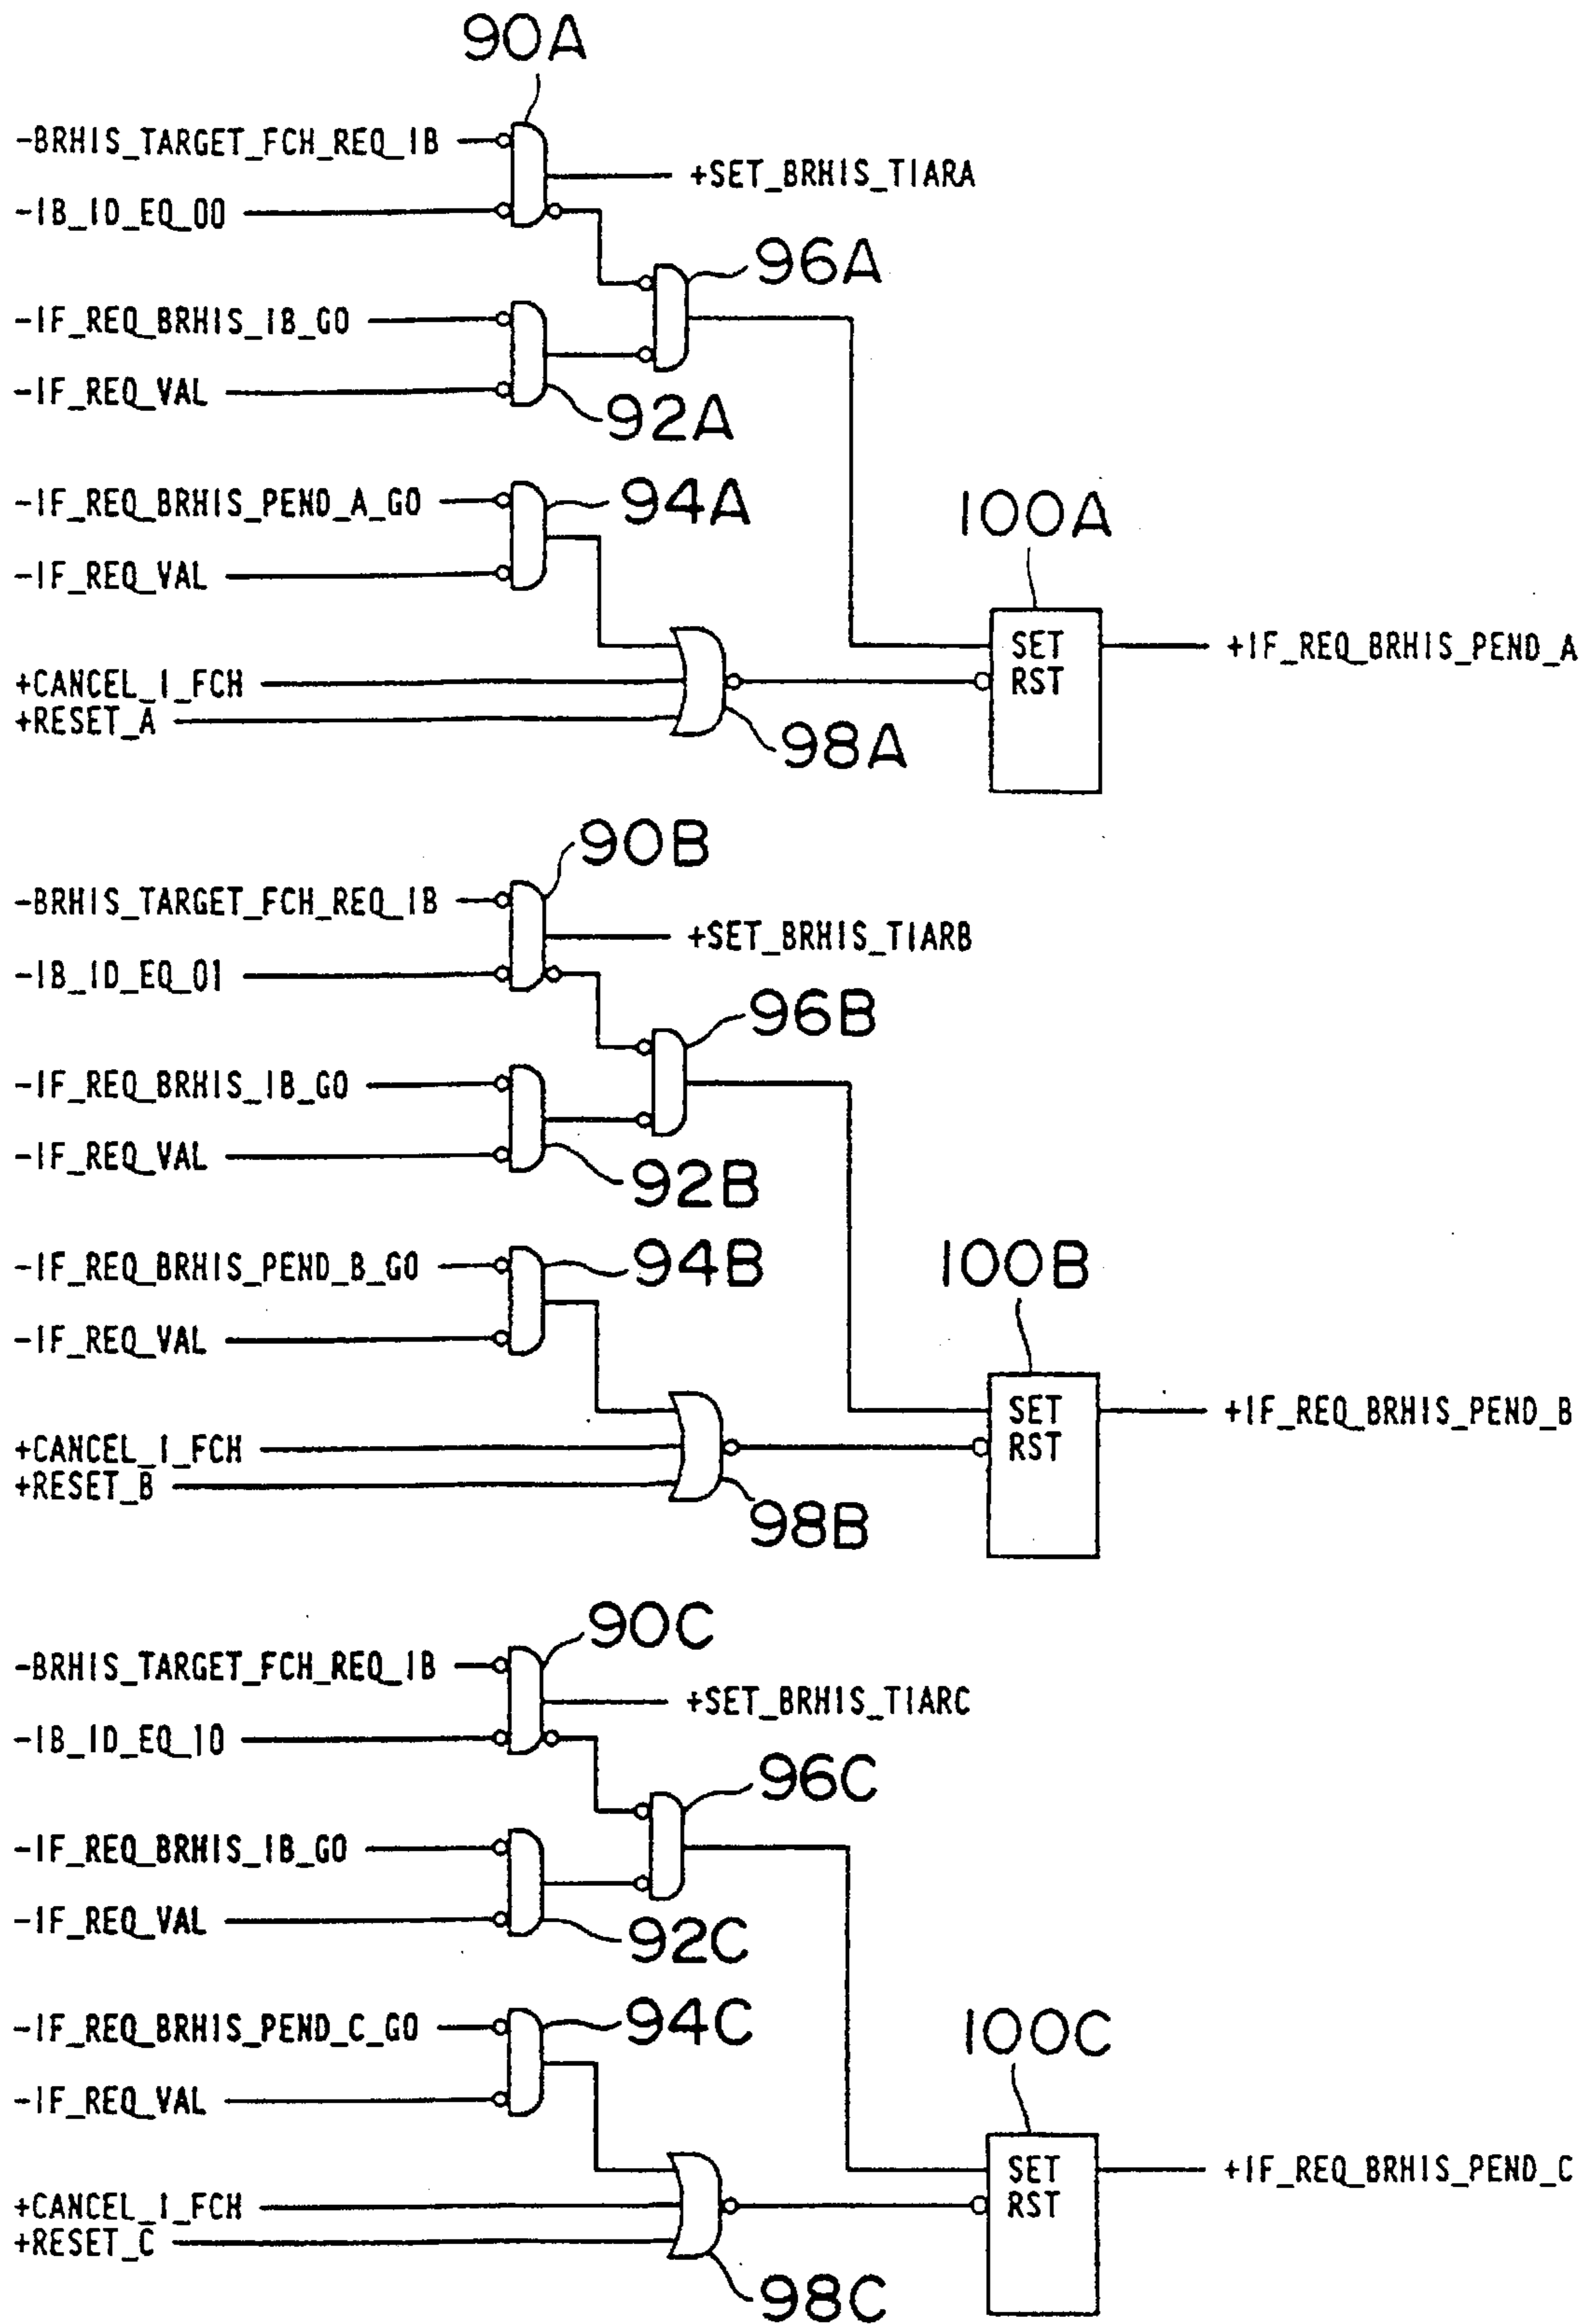 90A
-BRHIS_TARGET_FCH_REQ_IB
+SET_BRHIS_TIARA
-IB_ID_EQ_00
96A
-IF_REQ_BRHIS_IB_GO
-IF_REQ_VAL
92A
-IF_REQ_BRHIS_PEND_A_GO
94A
100A
-IF_REQ_VAL
SET
+IF_REQ_BRHIS_PEND_A
+CANCEL_I_FCH
RST
+RESET_A
98A
90B
-BRHIS_TARGET_FCH_REQ_IB
+SET_BRHIS_TIARB
-IB_ID_EQ_01
96B
-IF_REQ_BRHIS_IB_GO
-IF_REQ_VAL
92B
-IF_REQ_BRHIS_PEND_B_GO
94B
100B
-IF_REQ_VAL
SET
+IF_REQ_BRHIS_PEND_B
+CANCEL_I_FCH
RST
+RESET_B
98B
90C
-BRHIS_TARGET_FCH_REQ_IB
+SET_BRHIS_TIARC
-IB_ID_EQ_10
96C
-IF_REQ_BRHIS_IB_GO
-IF_REQ_VAL
92C
-IF_REQ_BRHIS_PEND_C_GO
94C
100C
-IF_REQ_VAL
SET
+IF_REQ_BRHIS_PEND_C
+CANCEL_I_FCH
RST
+RESET_C
98C